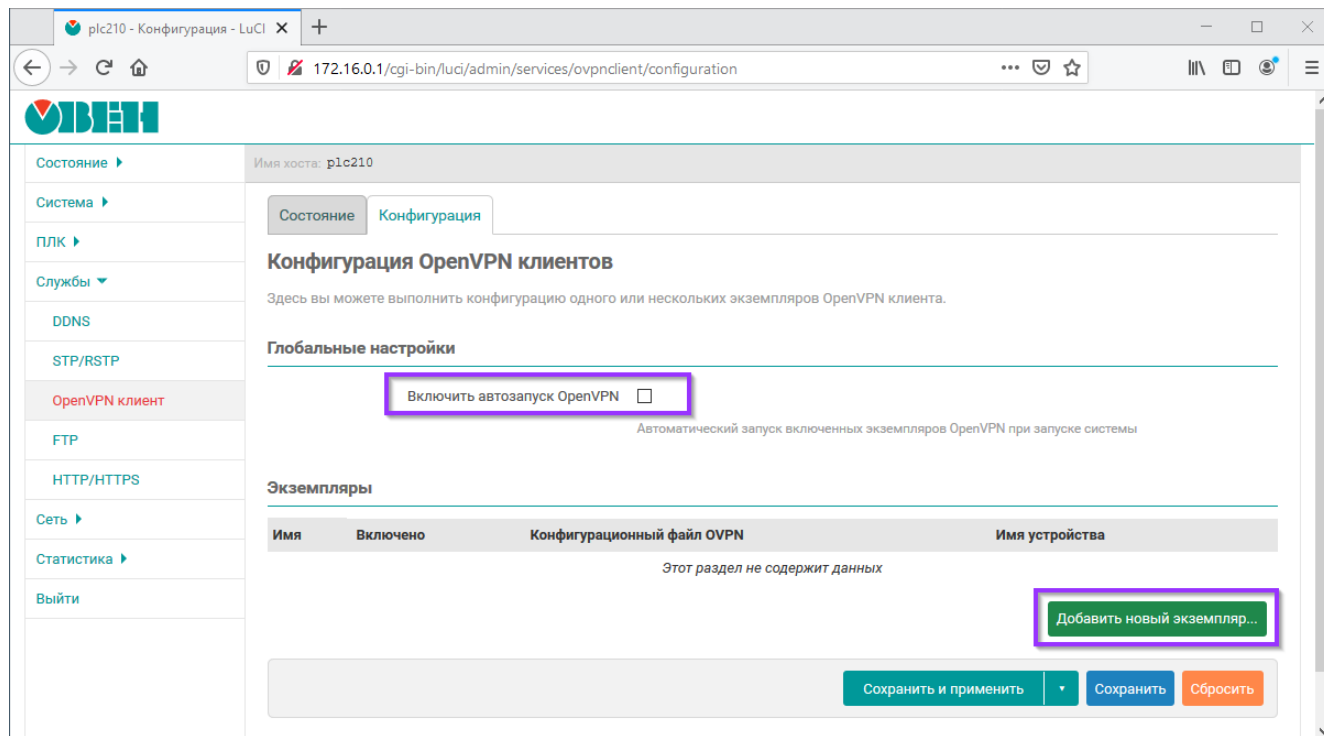 plc210 - Конфигурация - LuCI
172.16.0.1/cgi-bin/luci/admin/services/ovpnclient/configuration
ОВЕН
Имя хоста: plc210
Состояние
Система
ПЛК
Службы
DDNS
STP/RSTP
OpenVPN клиент
FTP
HTTP/HTTPS
Сеть
Статистика
Выйти
Состояние Конфигурация
Конфигурация OpenVPN клиентов
Здесь вы можете выполнить конфигурацию одного или нескольких экземпляров OpenVPN клиента.
Глобальные настройки
Включить автозапуск OpenVPN
Автоматический запуск включенных экземпляров OpenVPN при запуске системы
Экземпляры
Имя Включено Конфигурационный файл OVPN Имя устройства
Этот раздел не содержит данных
Добавить новый экземпляр...
Сохранить и применить Сохранить Сбросить